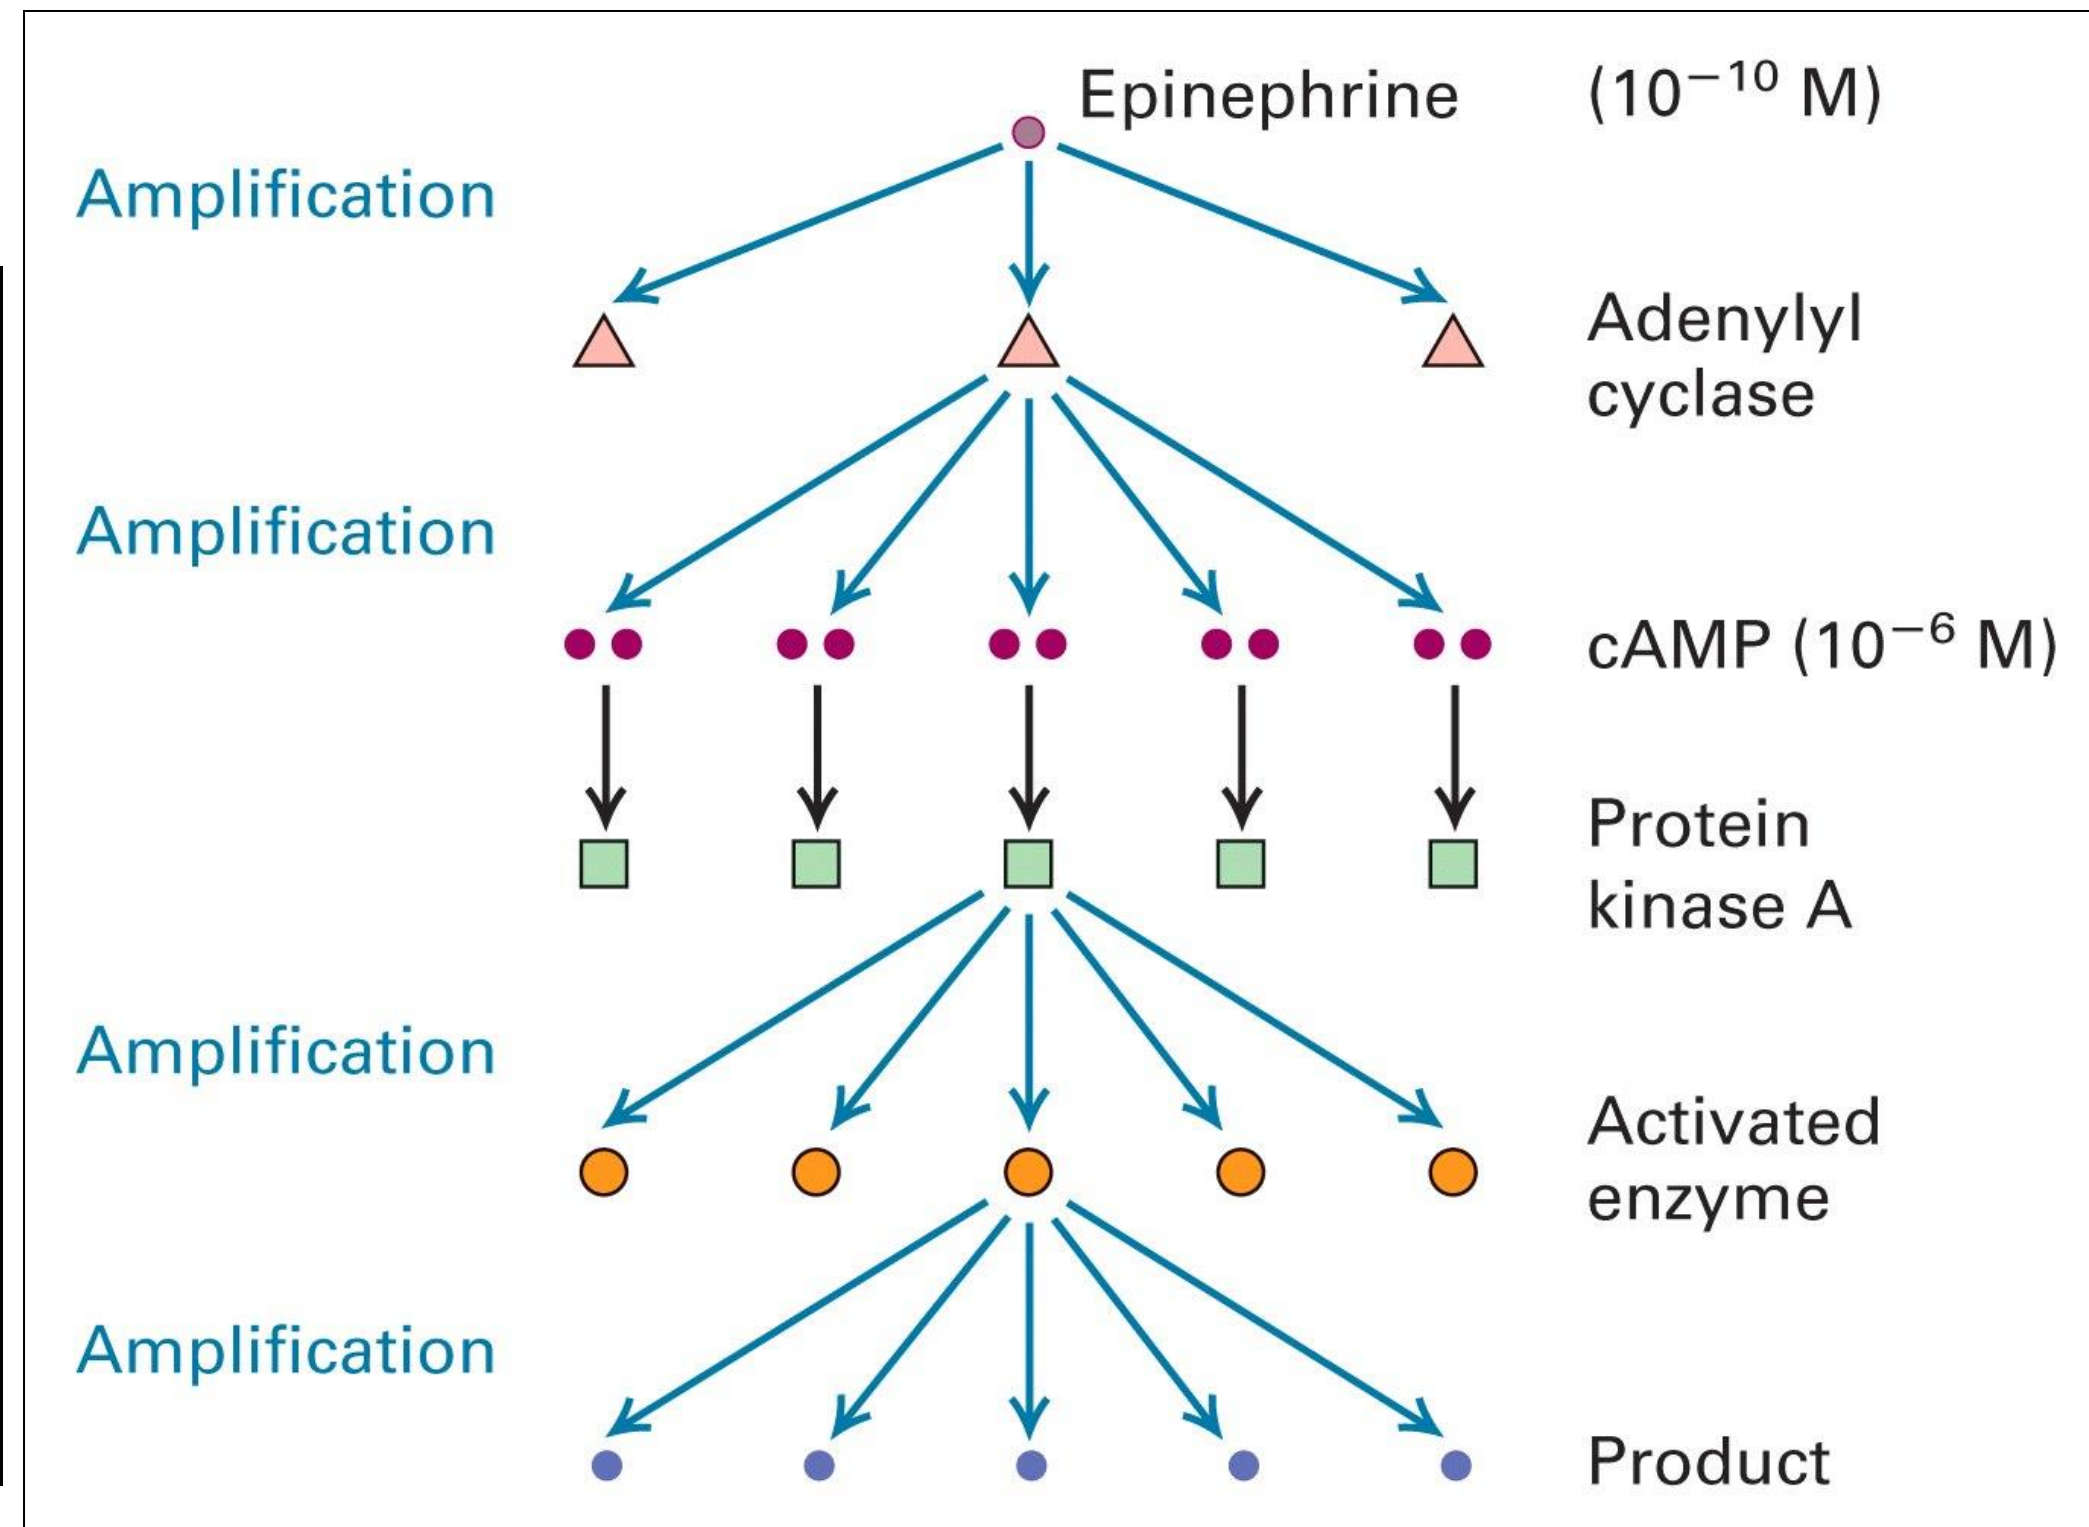 Epinephrine (10⁻¹⁰ M)
Amplification
Adenylyl
cyclase
Amplification
cAMP (10⁻⁶ M)
Protein
kinase A
Amplification
Activated
enzyme
Amplification
Product